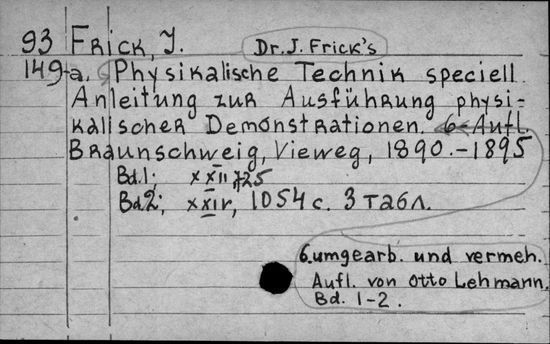 93 Frick, J. Dr. J. Frick's
149-a. Physikalische Technik speciell
Anleitung zur Ausführung physi-
kalischer Demonstrationen. 6-Aufl.
Braunschweig, Vieweg, 1890.-1895
Bd.1; XXII, 725
Bd.2; XXIV, 1054 с. 3 табл.
6.umgearb. und vermeh.
Aufl. von Otto Lehmann.
Bd. 1-2.